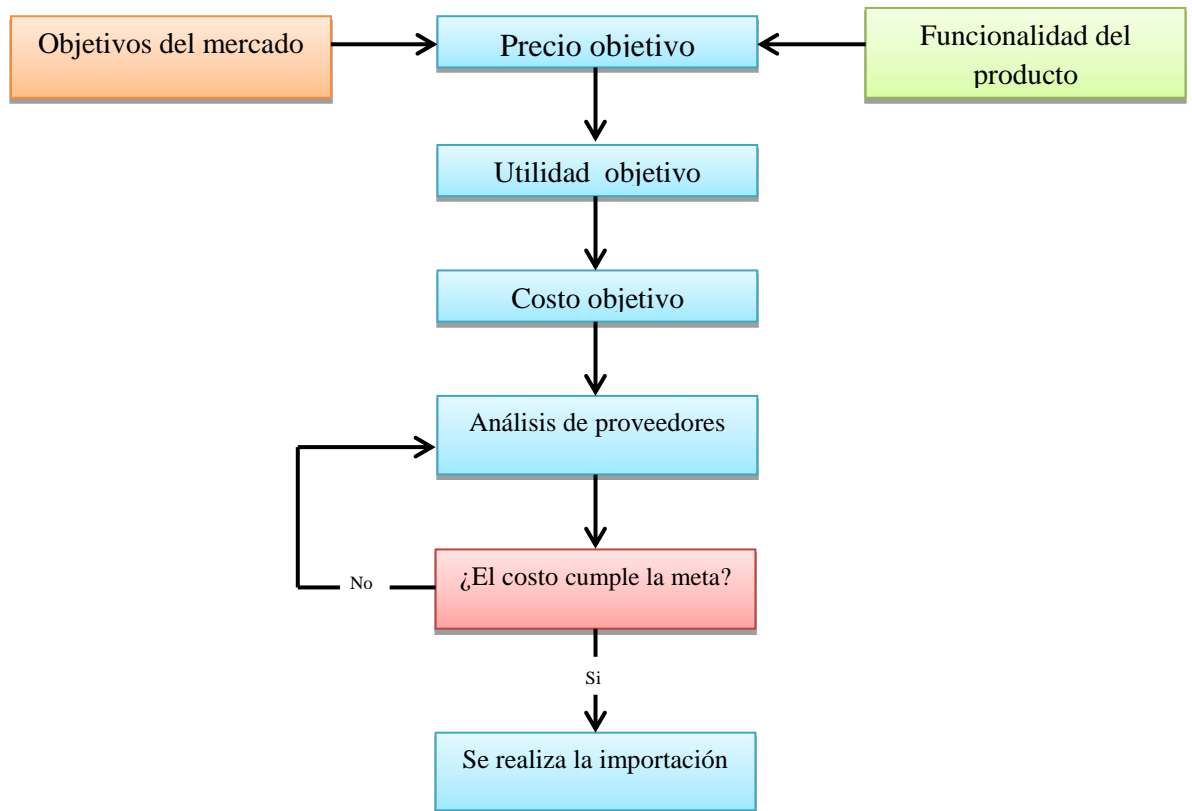 Objetivos del mercado
Precio objetivo
Funcionalidad del
producto
Utilidad objetivo
Costo objetivo
Análisis de proveedores
¿El costo cumple la meta?
No
Si
Se realiza la importación